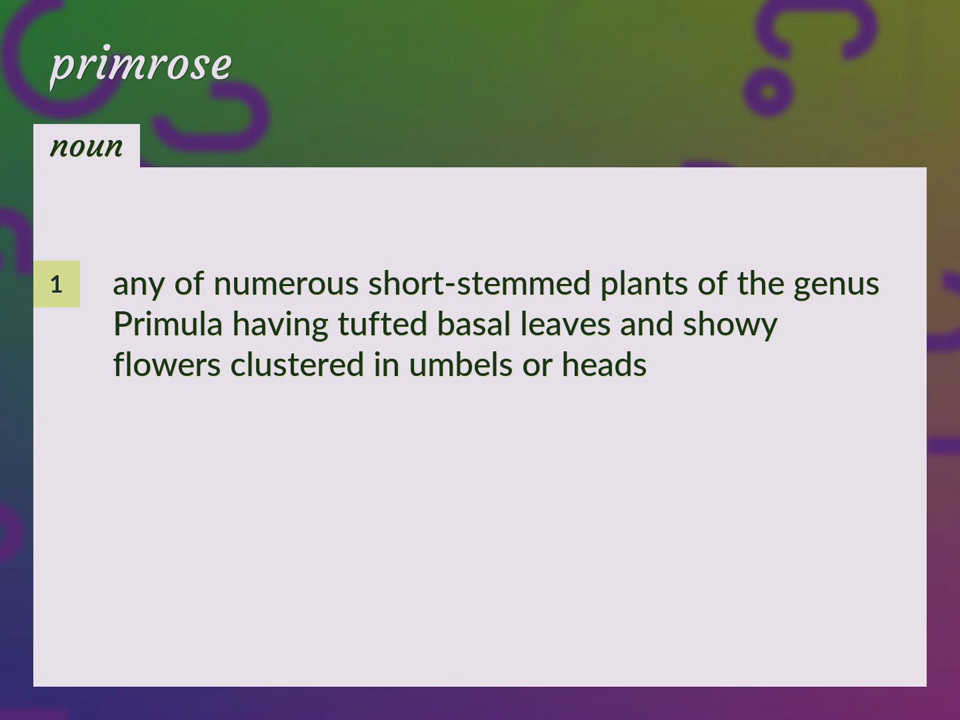 primrose
noun
1
any of numerous short-stemmed plants of the genus
Primula having tufted basal leaves and showy
flowers clustered in umbels or heads